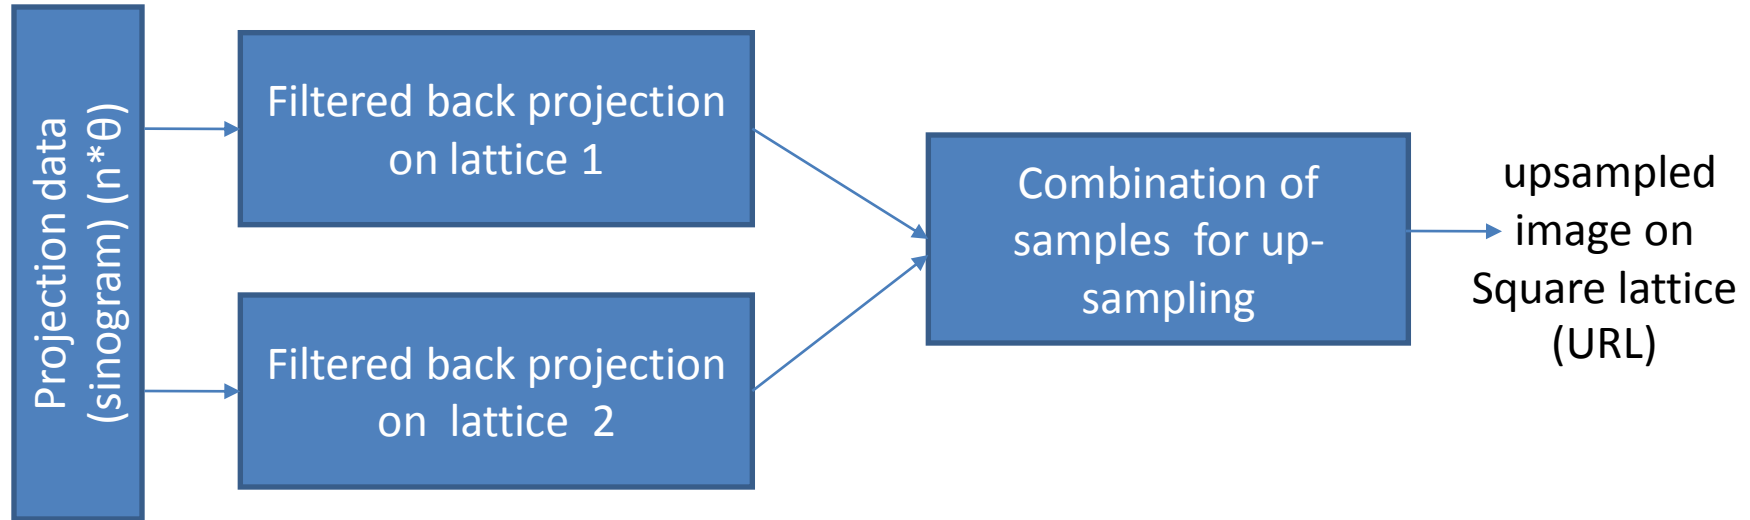 Projection data
(sinogram) (n*θ)
Filtered back projection
on lattice 1
Filtered back projection
on lattice 2
Combination of
samples for up-
sampling
upsampled
image on
Square lattice
(URL)